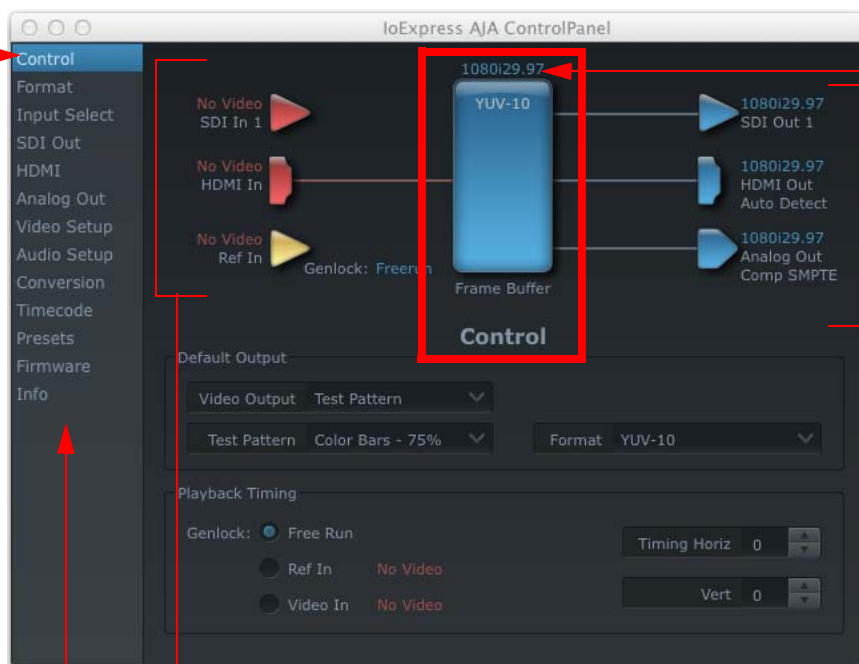 IoExpress AJA ControlPanel
Control
Format
Input Select
SDI Out
HDMI
Analog Out
Video Setup
Audio Setup
Conversion
Timecode
Presets
Firmware
Info
No Video
SDI In 1
No Video
HDMI In
No Video
Ref In
Genlock: Freerun
1080i29.97
YUV-10
Frame Buffer
1080i29.97
SDI Out 1
1080i29.97
HDMI Out
Auto Detect
1080i29.97
Analog Out
Comp SMPTE
Control
Default Output
Video Output Test Pattern
Test Pattern Color Bars - 75% Format YUV-10
Playback Timing
Genlock: Free Run Timing Horiz 0
Ref In No Video
Video In No Video Vert 0